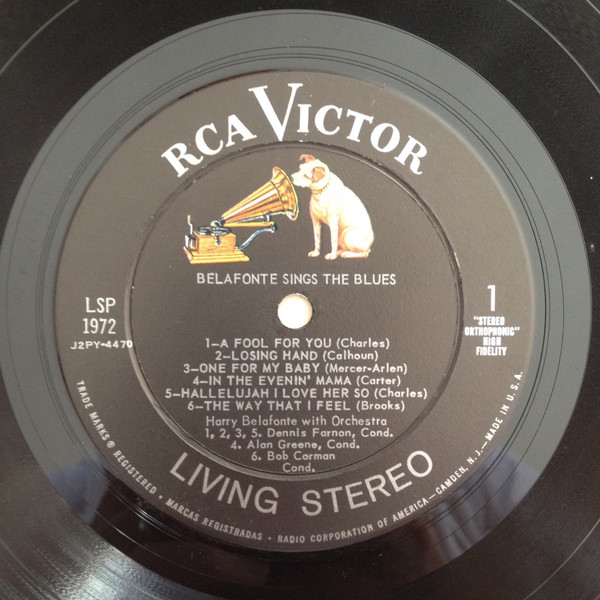 RCA VICTOR
BELAFONTE SINGS THE BLUES
LSP
1972
J2PY-4470
1
"STEREO
ORTHOPHONIC"
HIGH
FIDELITY
1—A FOOL FOR YOU (Charles)
2—LOSING HAND (Calhoun)
3—ONE FOR MY BABY (Mercer-Arlen)
4—IN THE EVENIN' MAMA (Carter)
5—HALLELUJAH I LOVE HER SO (Charles)
6—THE WAY THAT I FEEL (Brooks)
Harry Belafonte with Orchestra
1, 2, 3, 5. Dennis Farnon, Cond.
4. Alan Greene, Cond.
6. Bob Corman
Cond.
LIVING STEREO
TRADE MARKS ® REGISTERED • MARCAS REGISTRADAS • RADIO CORPORATION OF AMERICA—CAMDEN, N.J.—MADE IN U.S.A.